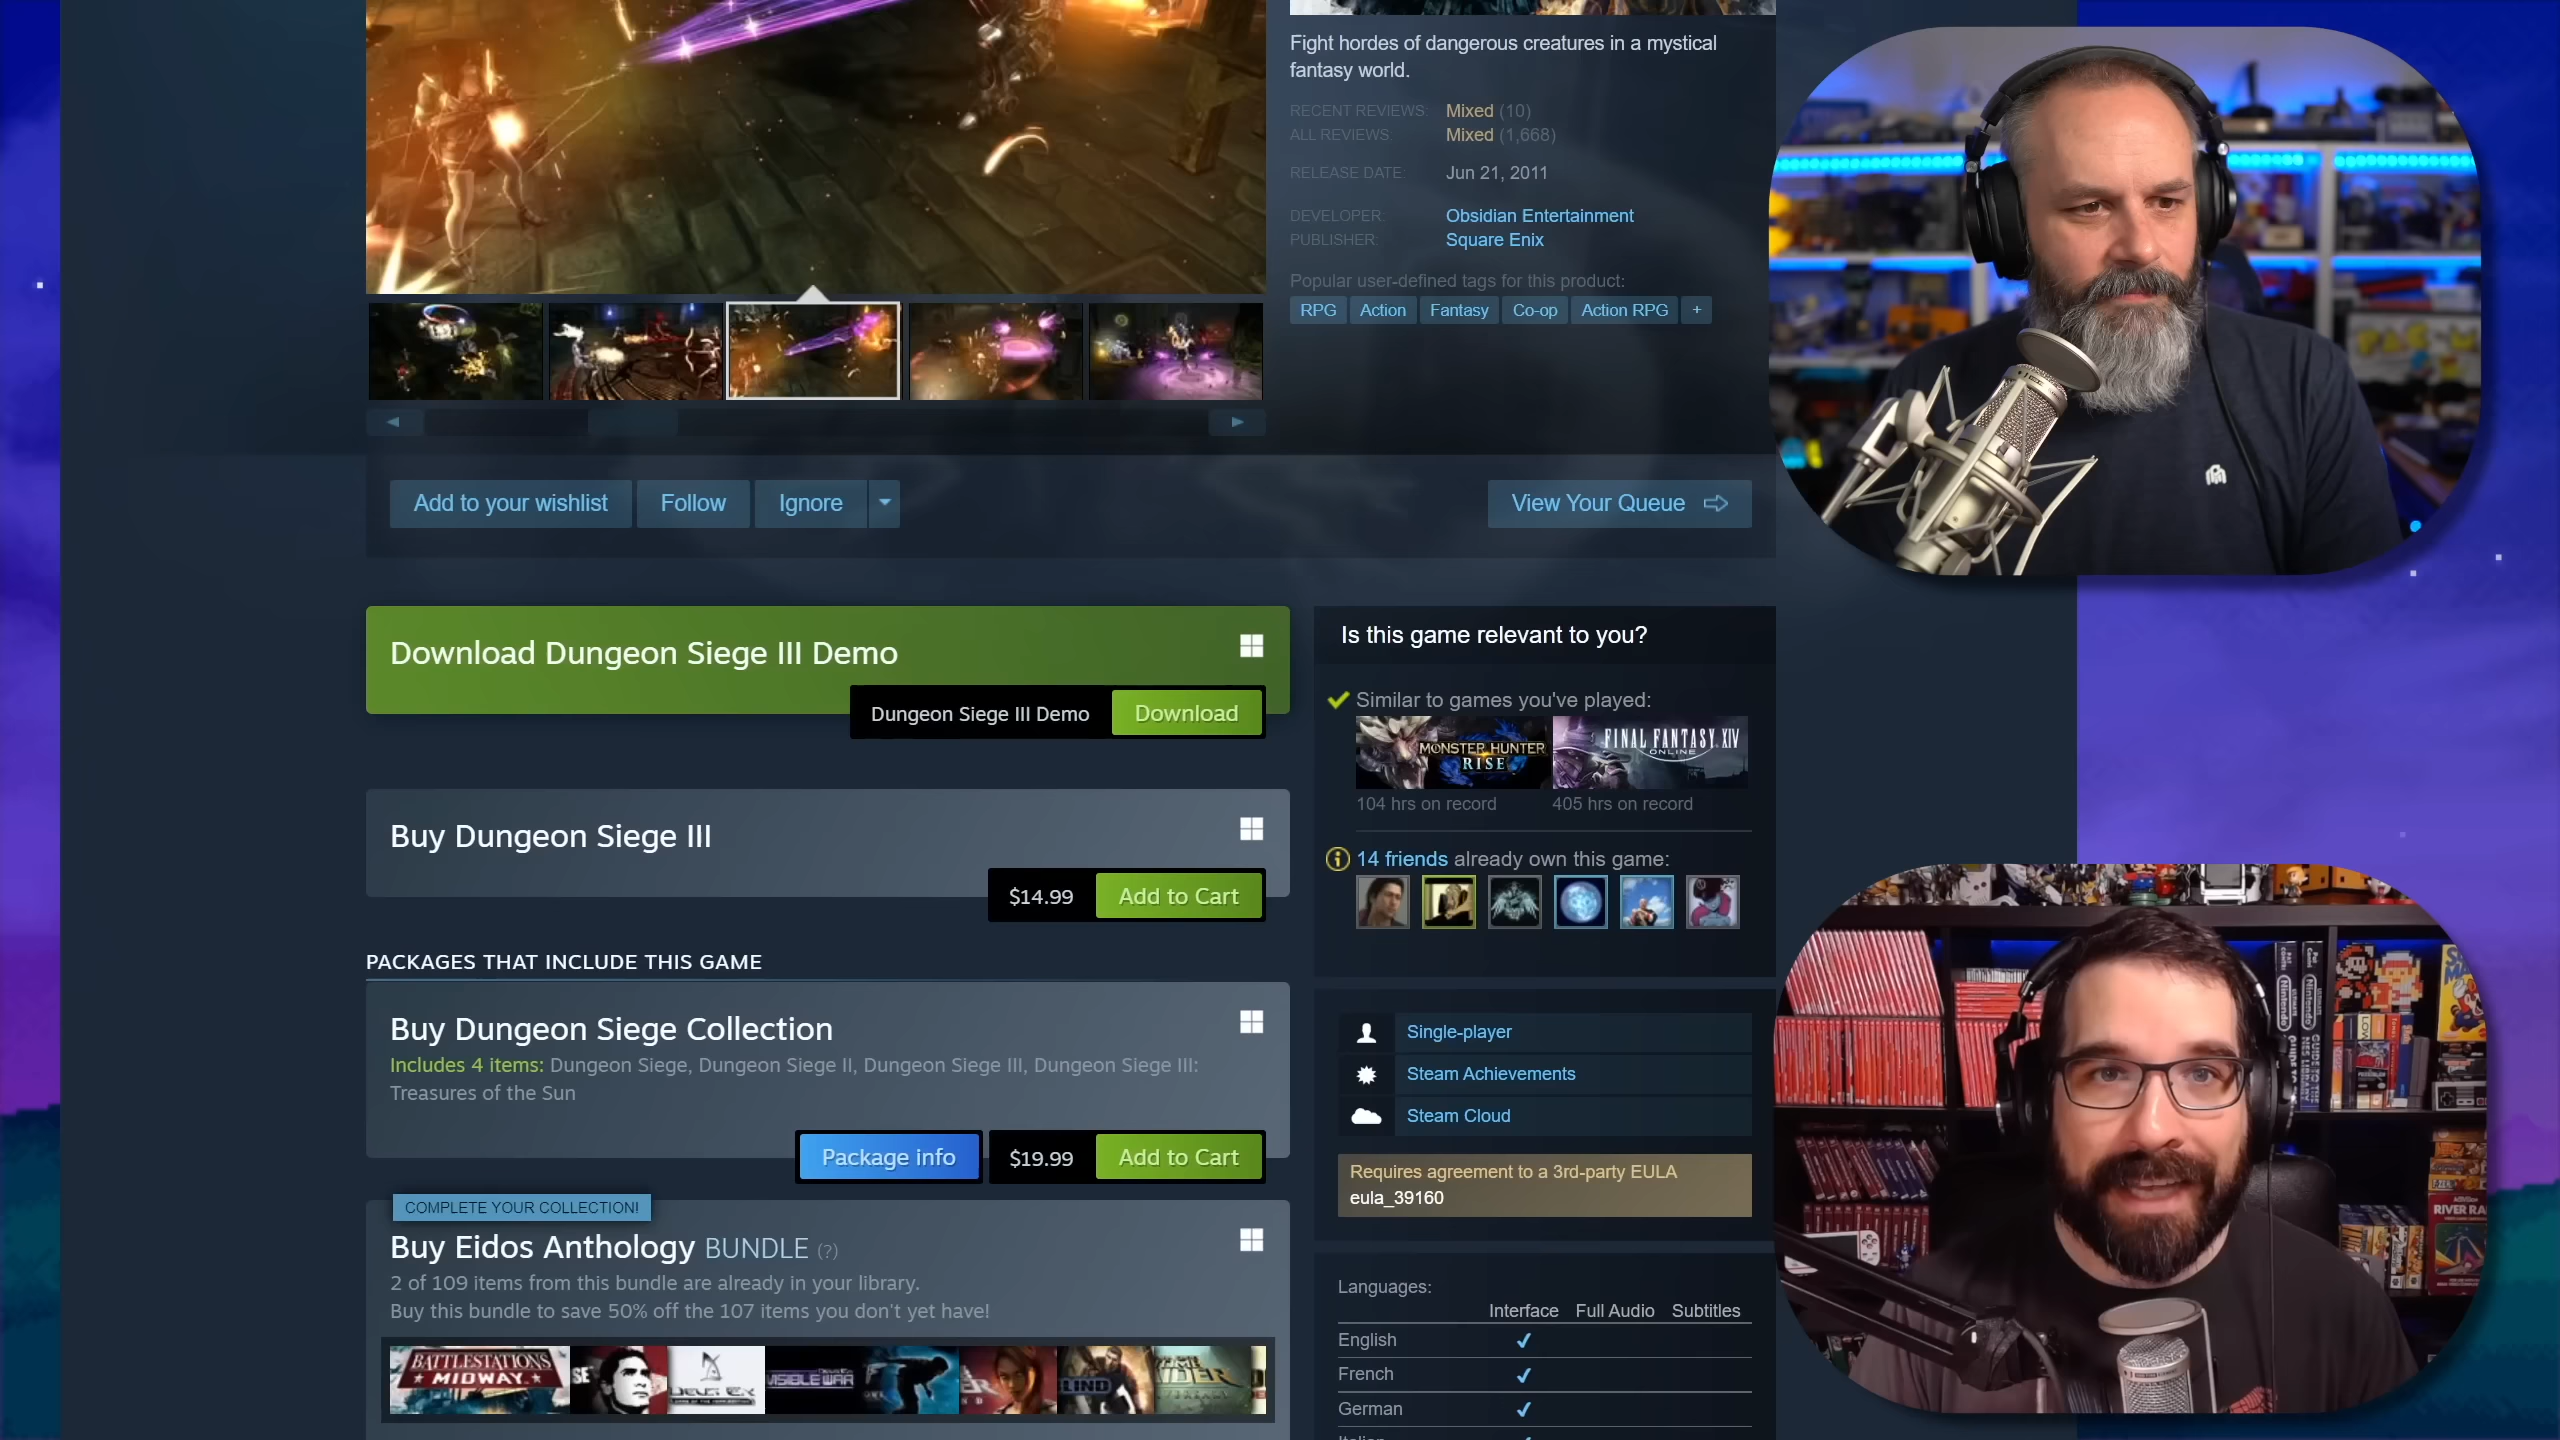 Fight hordes of dangerous creatures in a mystical
fantasy world.
RECENT REVIEWS: Mixed (10)
ALL REVIEWS: Mixed (1,668)
RELEASE DATE: Jun 21, 2011
DEVELOPER: Obsidian Entertainment
PUBLISHER: Square Enix
Popular user-defined tags for this product:
RPG Action Fantasy Co-op Action RPG +
Add to your wishlist Follow Ignore View Your Queue
Download Dungeon Siege III Demo
Dungeon Siege III Demo Download
Buy Dungeon Siege III
$14.99 Add to Cart
PACKAGES THAT INCLUDE THIS GAME
Buy Dungeon Siege Collection
Includes 4 items: Dungeon Siege, Dungeon Siege II, Dungeon Siege III, Dungeon Siege III:
Treasures of the Sun
Package info $19.99 Add to Cart
COMPLETE YOUR COLLECTION!
Buy Eidos Anthology BUNDLE (?)
2 of 109 items from this bundle are already in your library.
Buy this bundle to save 50% off the 107 items you don't yet have!
BATTLESTATIONS
MIDWAY
DEUS EX
Is this game relevant to you?
Similar to games you've played:
MONSTER HUNTER
RISE
FINAL FANTASY XIV
ONLINE
104 hrs on record 405 hrs on record
14 friends already own this game:
Single-player
Steam Achievements
Steam Cloud
Requires agreement to a 3rd-party EULA
eula_39160
Languages:
Interface Full Audio Subtitles
English ✔
French ✔
German ✔
RIVER RA